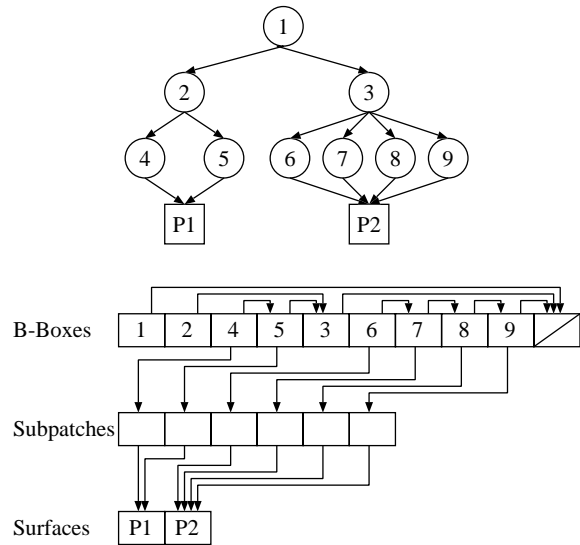 1
2 3
4 5 6 7 8 9
P1 P2
B-Boxes 1 2 4 5 3 6 7 8 9
Subpatches
Surfaces P1 P2